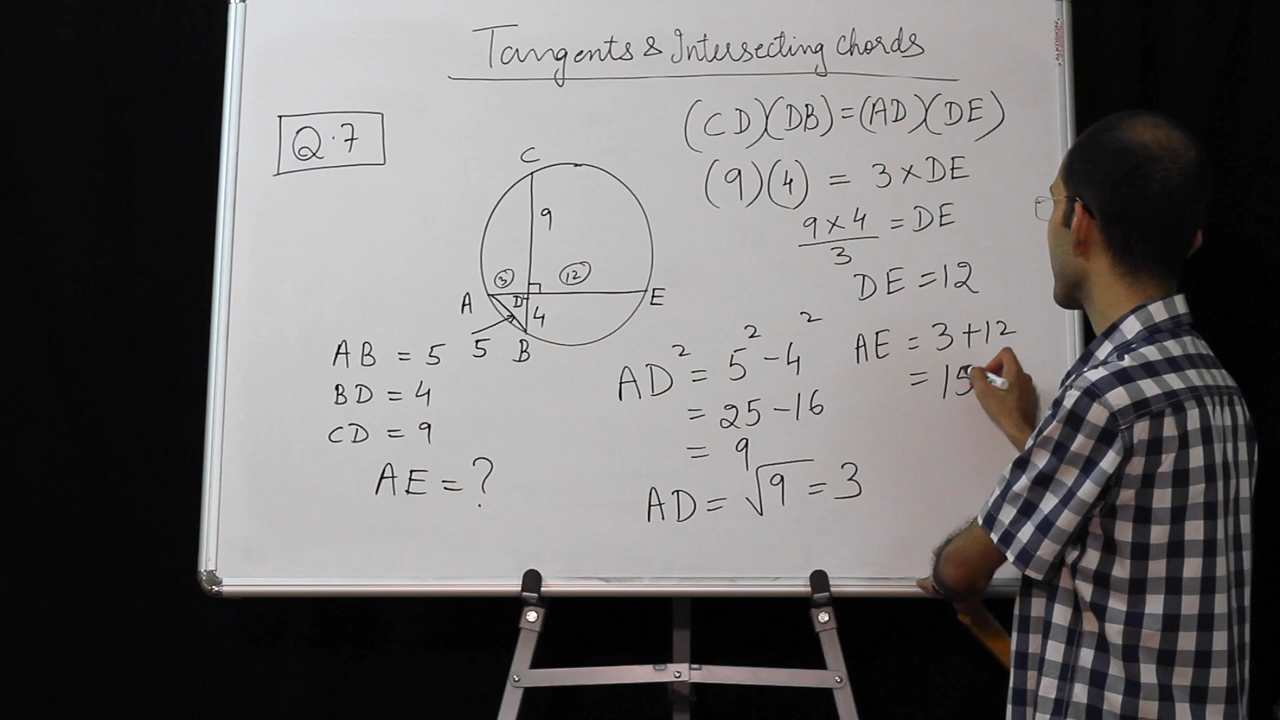 Tangents & Intersecting chords
Q.7
C
9
3
12
A
D
E
4
5
B
AB = 5
BD = 4
CD = 9
AE = ?
AD² = 5² - 4²
= 25 - 16
= 9
AD = √9 = 3
(CD)(DB) = (AD)(DE)
(9)(4) = 3 × DE
9 × 4 / 3 = DE
DE = 12
AE = 3 + 12
= 15